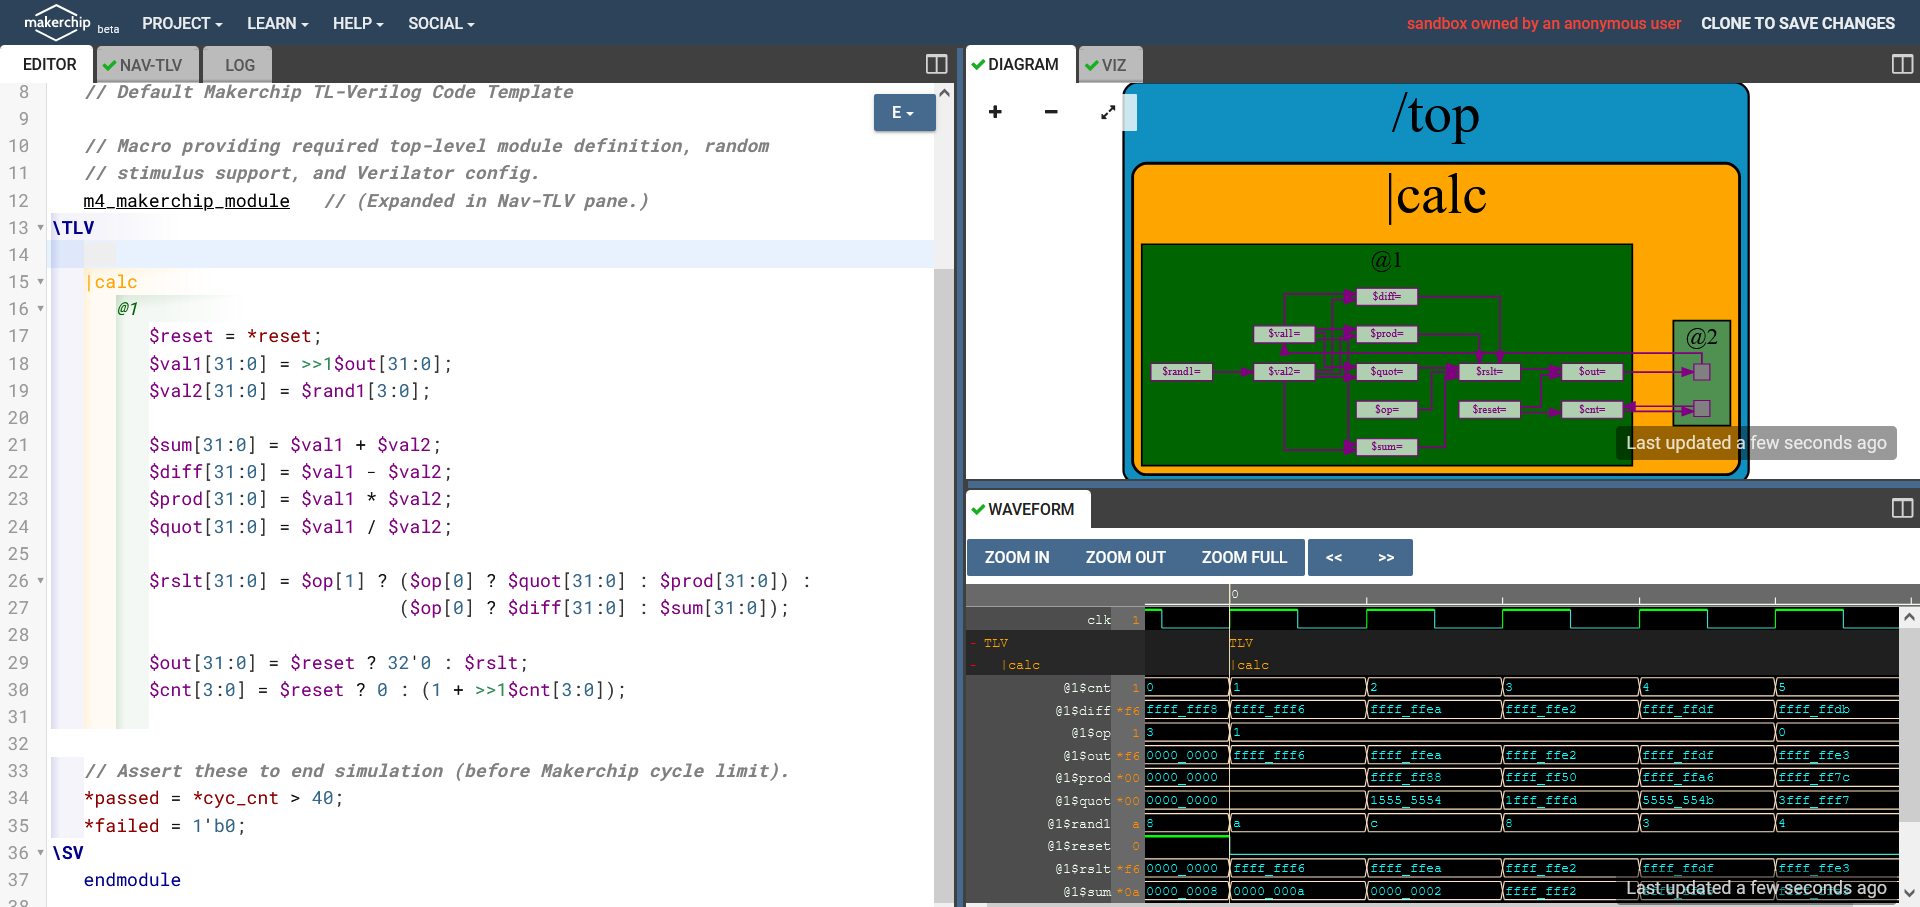 makerchip beta PROJECT LEARN HELP SOCIAL sandbox owned by an anonymous user CLONE TO SAVE CHANGES
EDITOR NAV-TLV LOG
E
8 // Default Makerchip TL-Verilog Code Template
9
10 // Macro providing required top-level module definition, random
11 // stimulus support, and Verilator config.
12 m4_makerchip_module // (Expanded in Nav-TLV pane.)
13 \TLV
14
15 |calc
16 @1
17 $reset = *reset;
18 $val1[31:0] = >>1$out[31:0];
19 $val2[31:0] = $rand1[3:0];
20
21 $sum[31:0] = $val1 + $val2;
22 $diff[31:0] = $val1 - $val2;
23 $prod[31:0] = $val1 * $val2;
24 $quot[31:0] = $val1 / $val2;
25
26 $rslt[31:0] = $op[1] ? ($op[0] ? $quot[31:0] : $prod[31:0]) :
27 ($op[0] ? $diff[31:0] : $sum[31:0]);
28
29 $out[31:0] = $reset ? 32'0 : $rslt;
30 $cnt[3:0] = $reset ? 0 : (1 + >>1$cnt[3:0]);
31
32
33 // Assert these to end simulation (before Makerchip cycle limit).
34 *passed = *cyc_cnt > 40;
35 *failed = 1'b0;
36 \SV
37 endmodule
38
DIAGRAM VIZ
+ −
/top
|calc
@1
$diff=
$val1= $prod=
@2
$rand1= $val2= $quot= $rslt= $out=
$op= $reset= $cnt=
$sum=
Last updated a few seconds ago
WAVEFORM
ZOOM IN ZOOM OUT ZOOM FULL << >>
0
clk 1
- TLV TLV
- |calc |calc
@1$cnt 1 0 1 2 3 4 5
@1$diff *f6 ffff_fff8 ffff_fff6 ffff_ffea ffff_ffe2 ffff_ffdf ffff_ffdb
@1$op 1 3 1 0
@1$out *f6 0000_0000 ffff_fff6 ffff_ffea ffff_ffe2 ffff_ffdf ffff_ffe3
@1$prod *00 0000_0000 ffff_ff88 ffff_ff50 ffff_ffa6 ffff_ff7c
@1$quot *00 0000_0000 1555_5554 1fff_fffd 5555_554b 3fff_fff7
@1$rand1 a 8 a c 8 3 4
@1$reset 0
@1$rslt *f6 0000_0000 ffff_fff6 ffff_ffea ffff_ffe2 ffff_ffdf ffff_ffe3
@1$sum *0a 0000_0008 0000_000a 0000_0002 ffff_fff2
Last updated a few seconds ago